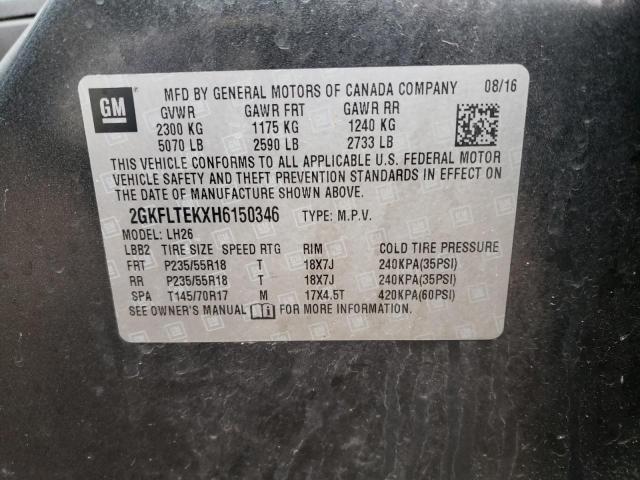 GM
MFD BY GENERAL MOTORS OF CANADA COMPANY 08/16
GVWR GAWR FRT GAWR RR
2300 KG 1175 KG 1240 KG
5070 LB 2590 LB 2733 LB
THIS VEHICLE CONFORMS TO ALL APPLICABLE U.S. FEDERAL MOTOR
VEHICLE SAFETY AND THEFT PREVENTION STANDARDS IN EFFECT ON
THE DATE OF MANUFACTURE SHOWN ABOVE.
2GKFLTEKXH6150346 TYPE: M.P.V.
MODEL: LH26
LBB2 TIRE SIZE SPEED RTG RIM COLD TIRE PRESSURE
FRT P235/55R18 T 18X7J 240KPA(35PSI)
RR P235/55R18 T 18X7J 240KPA(35PSI)
SPA T145/70R17 M 17X4.5T 420KPA(60PSI)
SEE OWNER'S MANUAL FOR MORE INFORMATION.